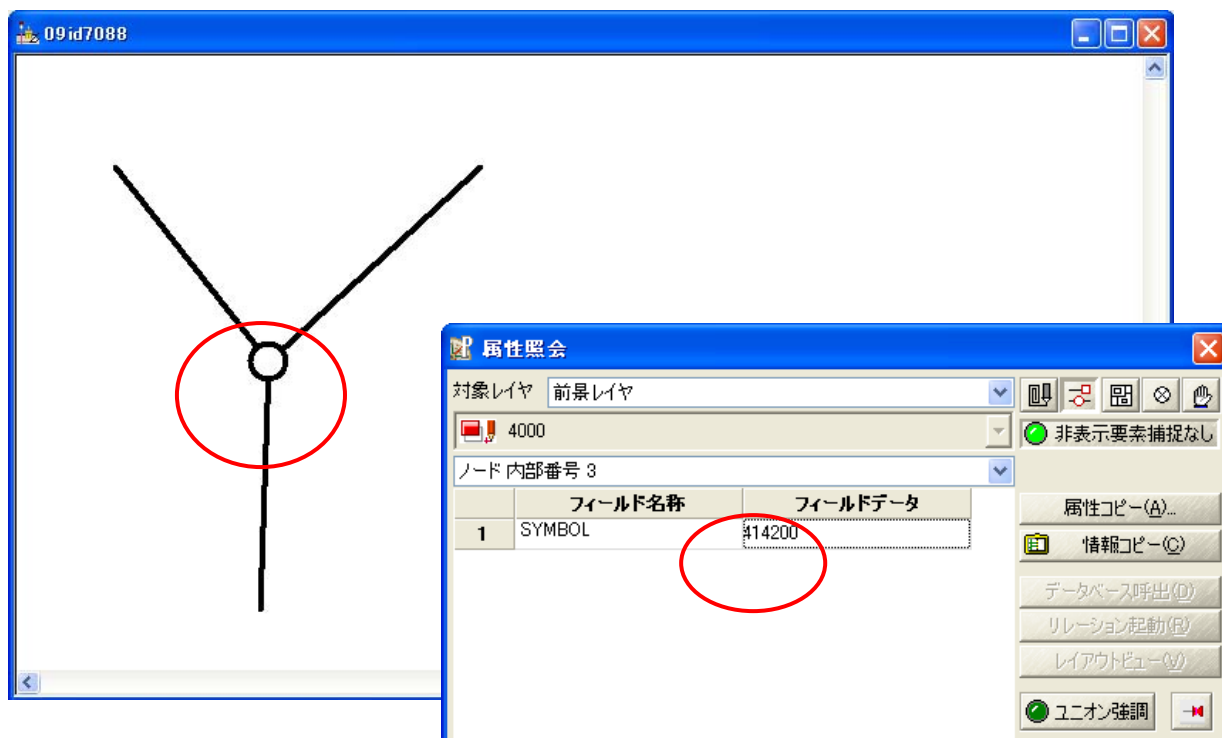 09id7088
属性照会
対象レイヤ 前景レイヤ
4000
非表示要素捕捉なし
ノード 内部番号 3
フィールド名称 フィールドデータ
1 SYMBOL 414200
属性コピー(A)...
情報コピー(C)
データベース呼出(D)
リレーション起動(R)
レイアウトビュー(V)
ユニオン強調